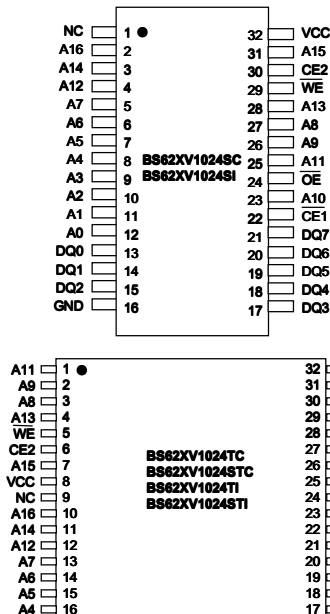 NC 1 32 VCC
A16 2 31 A15
A14 3 30 CE2
A12 4 29 WE
A7 5 28 A13
A6 6 27 A8
A5 7 26 A9
A4 8 BS62XV1024SC 25 A11
A3 9 BS62XV1024SI 24 OE
A2 10 23 A10
A1 11 22 CE1
A0 12 21 DQ7
DQ0 13 20 DQ6
DQ1 14 19 DQ5
DQ2 15 18 DQ4
GND 16 17 DQ3
A11 1 32
A9 2 31
A8 3 30
A13 4 29
WE 5 28
CE2 6 27
A15 7 BS62XV1024TC 26
VCC 8 BS62XV1024STC 25
NC 9 BS62XV1024TI 24
A16 10 BS62XV1024STI 23
A14 11 22
A12 12 21
A7 13 20
A6 14 19
A5 15 18
A4 16 17